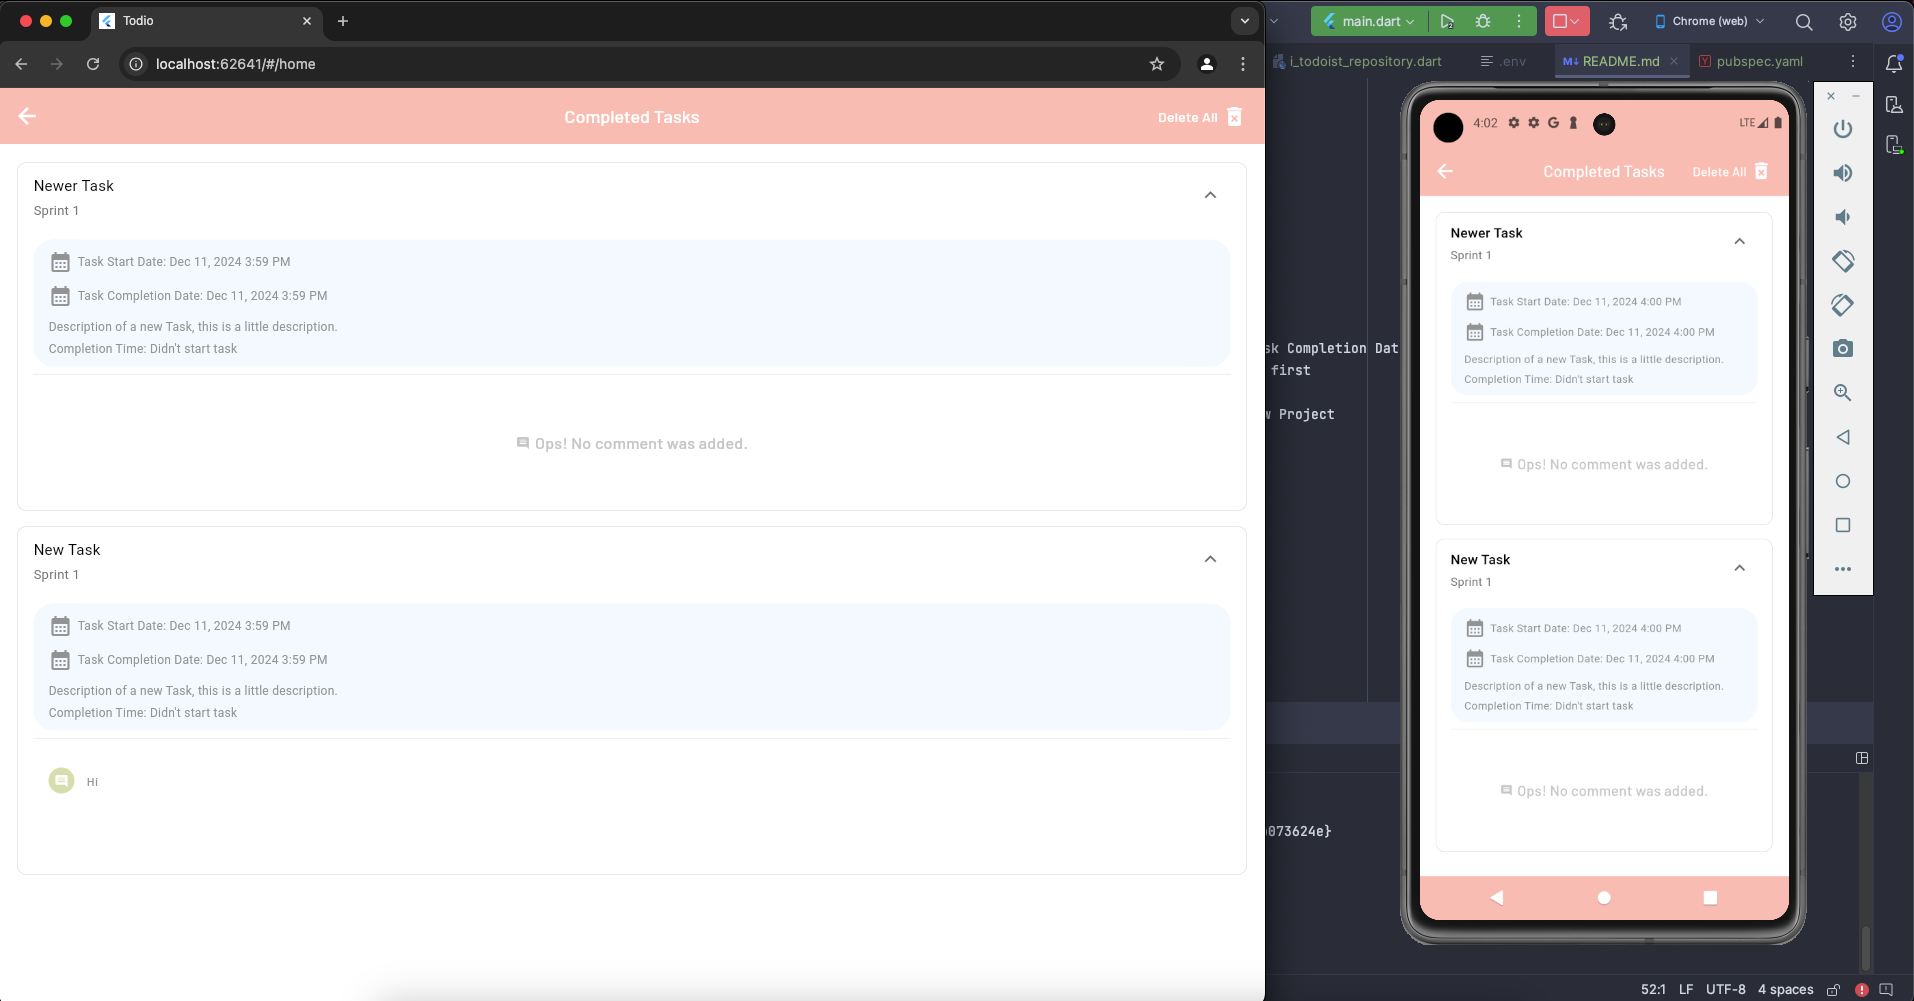 Todio
localhost:62641/#/home
Completed Tasks
Delete All
Newer Task
Sprint 1
Task Start Date: Dec 11, 2024 3:59 PM
Task Completion Date: Dec 11, 2024 3:59 PM
Description of a new Task, this is a little description.
Completion Time: Didn't start task
Ops! No comment was added.
New Task
Sprint 1
Task Start Date: Dec 11, 2024 3:59 PM
Task Completion Date: Dec 11, 2024 3:59 PM
Description of a new Task, this is a little description.
Completion Time: Didn't start task
Hi
main.dart
Chrome (web)
i_todoist_repository.dart
.env
M↓ README.md
pubspec.yaml
sk Completion Dat
first
w Project
073624e}
4:02
G
LTE
Completed Tasks
Delete All
Newer Task
Sprint 1
Task Start Date: Dec 11, 2024 4:00 PM
Task Completion Date: Dec 11, 2024 4:00 PM
Description of a new Task, this is a little description.
Completion Time: Didn't start task
Ops! No comment was added.
New Task
Sprint 1
Task Start Date: Dec 11, 2024 4:00 PM
Task Completion Date: Dec 11, 2024 4:00 PM
Description of a new Task, this is a little description.
Completion Time: Didn't start task
Ops! No comment was added.
52:1 LF UTF-8 4 spaces